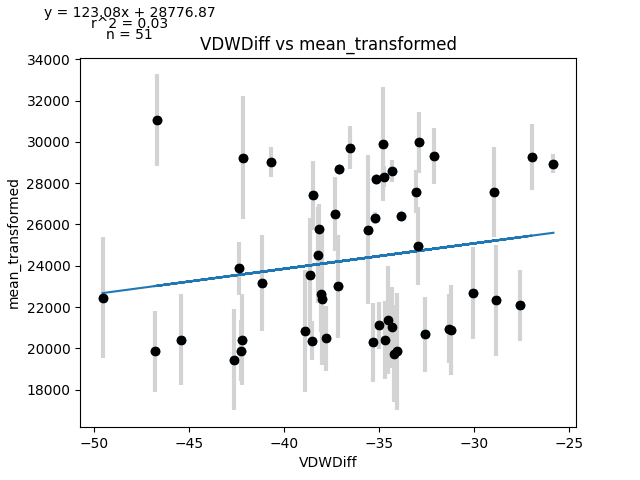 y = 123.08x + 28776.87
r^2 = 0.03
n = 51
VDWDiff vs mean_transformed
34000
32000
30000
28000
26000
24000
22000
20000
18000
mean_transformed
−50
−45
−40
−35
−30
−25
VDWDiff